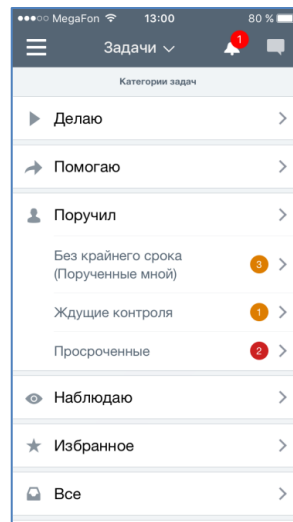 MegaFon 13:00 80 %
Задачи 1
Категории задач
Делаю
Помогаю
Поручил
Без крайнего срока
(Порученные мной) 3
Ждущие контроля 1
Просроченные 2
Наблюдаю
Избранное
Все